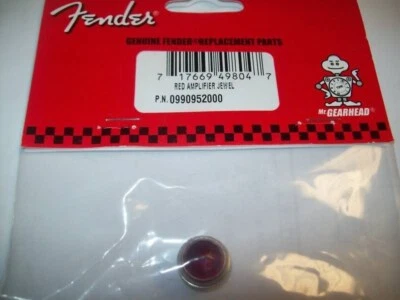 Fender
GENUINE FENDER® REPLACEMENT PARTS
7 17669 49804 7
RED AMPLIFIER JEWEL
P.N. 0990952000
Mr. GEARHEAD®